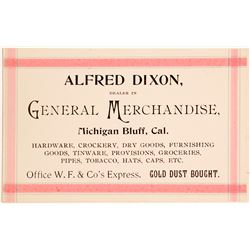 ALFRED DIXON,
DEALER IN
GENERAL MERCHANDISE,
Michigan Bluff, Cal.
HARDWARE, CROCKERY, DRY GOODS, FURNISHING
GOODS, TINWARE, PROVISIONS, GROCERIES,
PIPES, TOBACCO, HATS, CAPS, ETC.
Office W. F. & Co's Express. GOLD DUST BOUGHT.